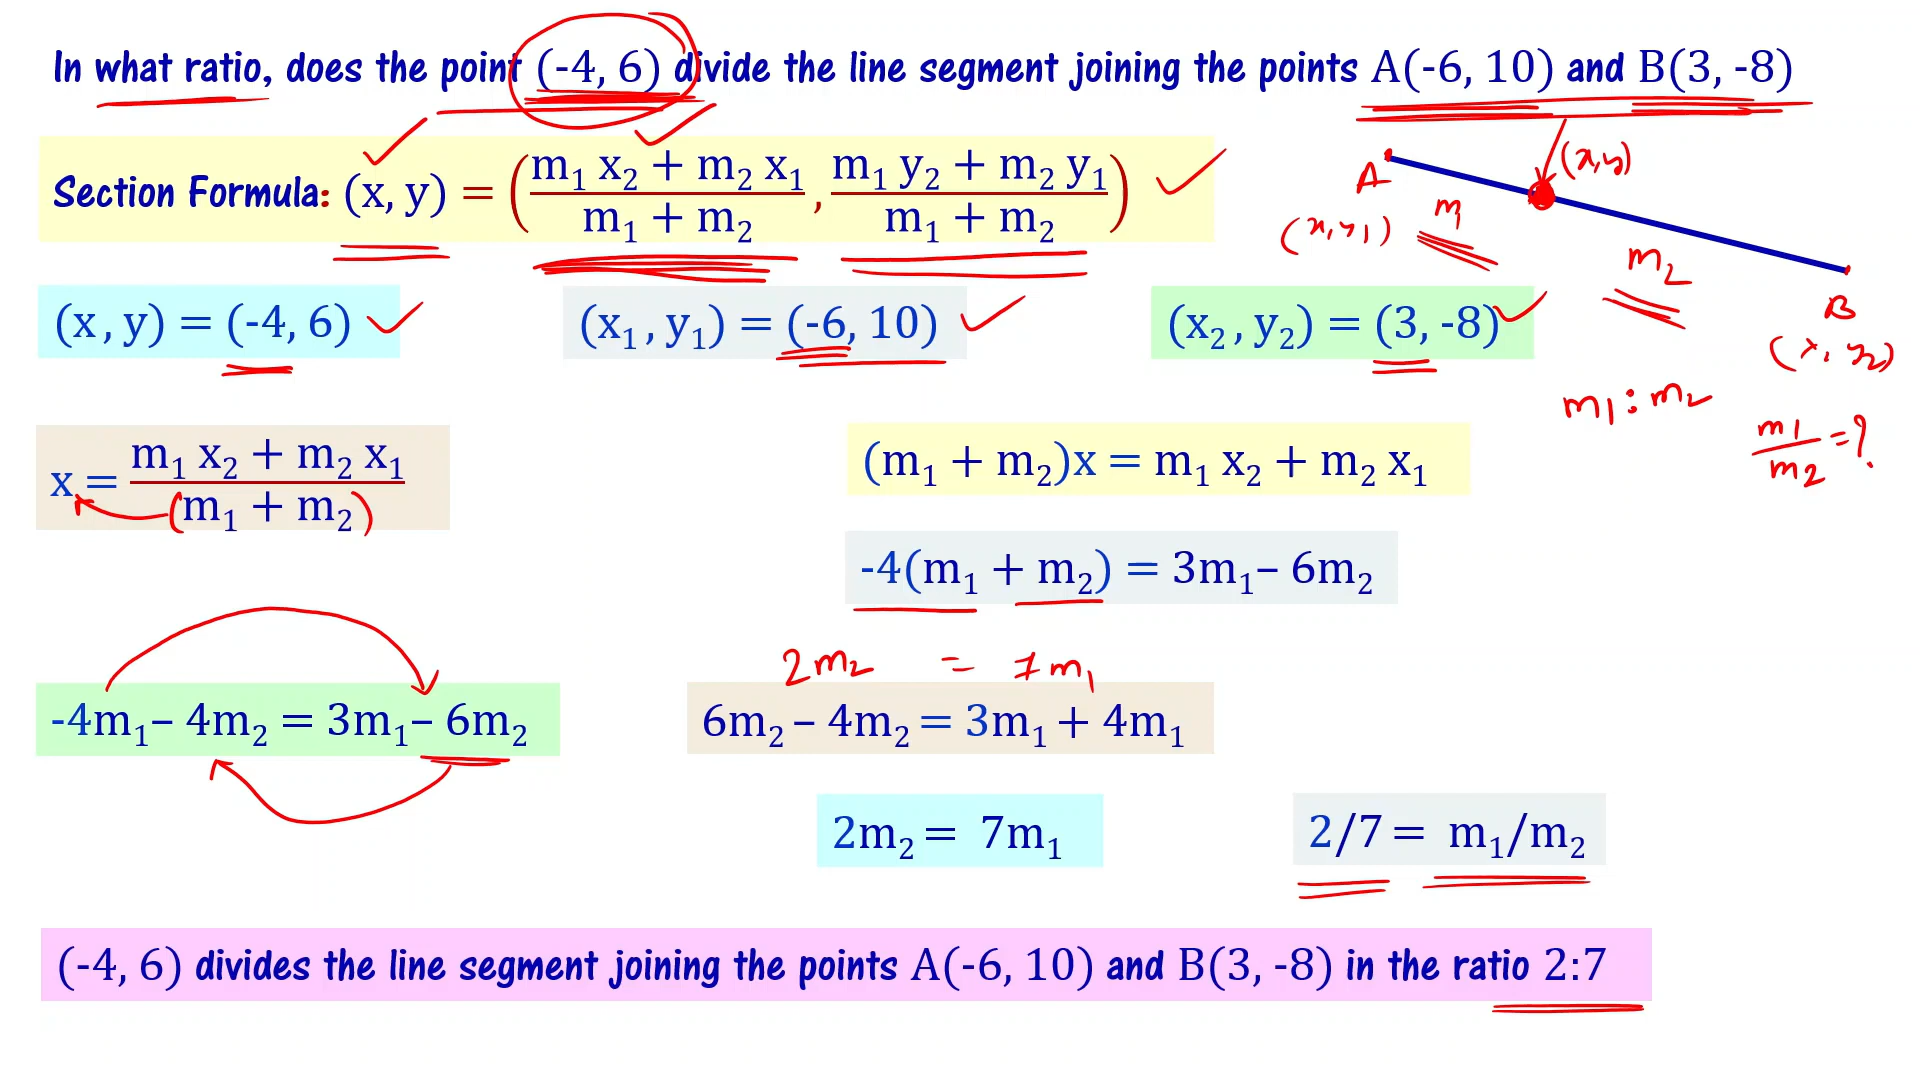 In what ratio, does the point (-4, 6) divide the line segment joining the points A(-6, 10) and B(3, -8)
Section Formula: (x, y) = ( m₁ x₂ + m₂ x₁ / m₁ + m₂ , m₁ y₂ + m₂ y₁ / m₁ + m₂ )
A
(x,y)
(x₁y₁)
m₁
m₂
B
(x, y₂)
(x , y) = (-4, 6)
(x₁ , y₁) = (-6, 10)
(x₂ , y₂) = (3, -8)
m₁ : m₂
m₁/m₂ = ?
x = m₁ x₂ + m₂ x₁ / (m₁ + m₂)
(m₁ + m₂)x = m₁ x₂ + m₂ x₁
-4(m₁ + m₂) = 3m₁– 6m₂
2m₂ = 7m₁
-4m₁– 4m₂ = 3m₁– 6m₂
6m₂ – 4m₂ = 3m₁ + 4m₁
2m₂ = 7m₁
2/7 = m₁/m₂
(-4, 6) divides the line segment joining the points A(-6, 10) and B(3, -8) in the ratio 2:7